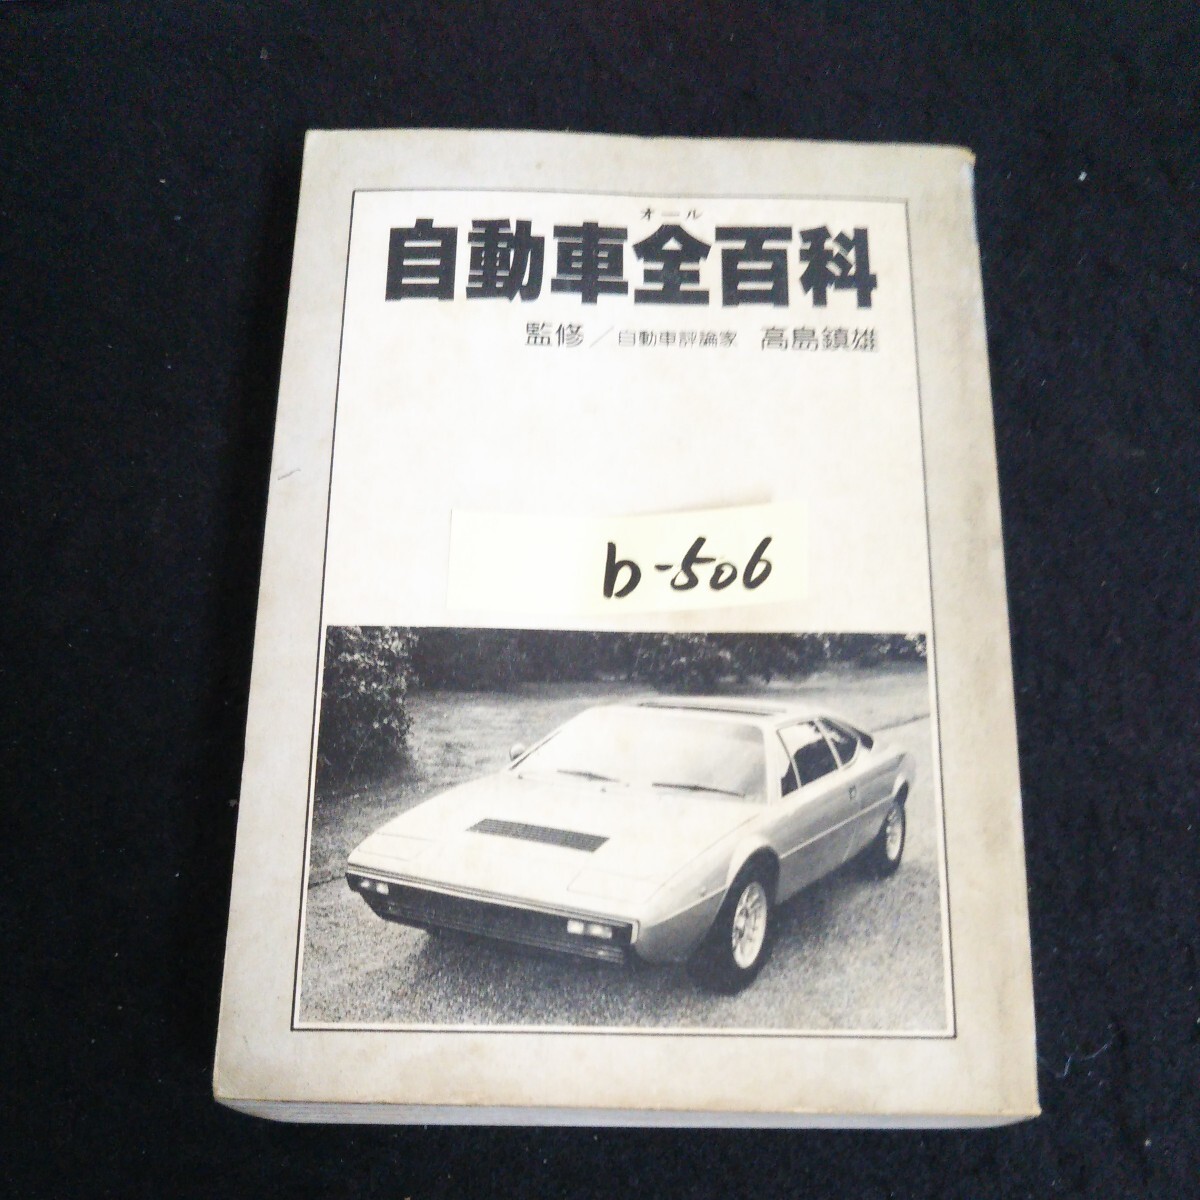 オール
自動車全百科
監修／自動車評論家 高島鎮雄
b-506